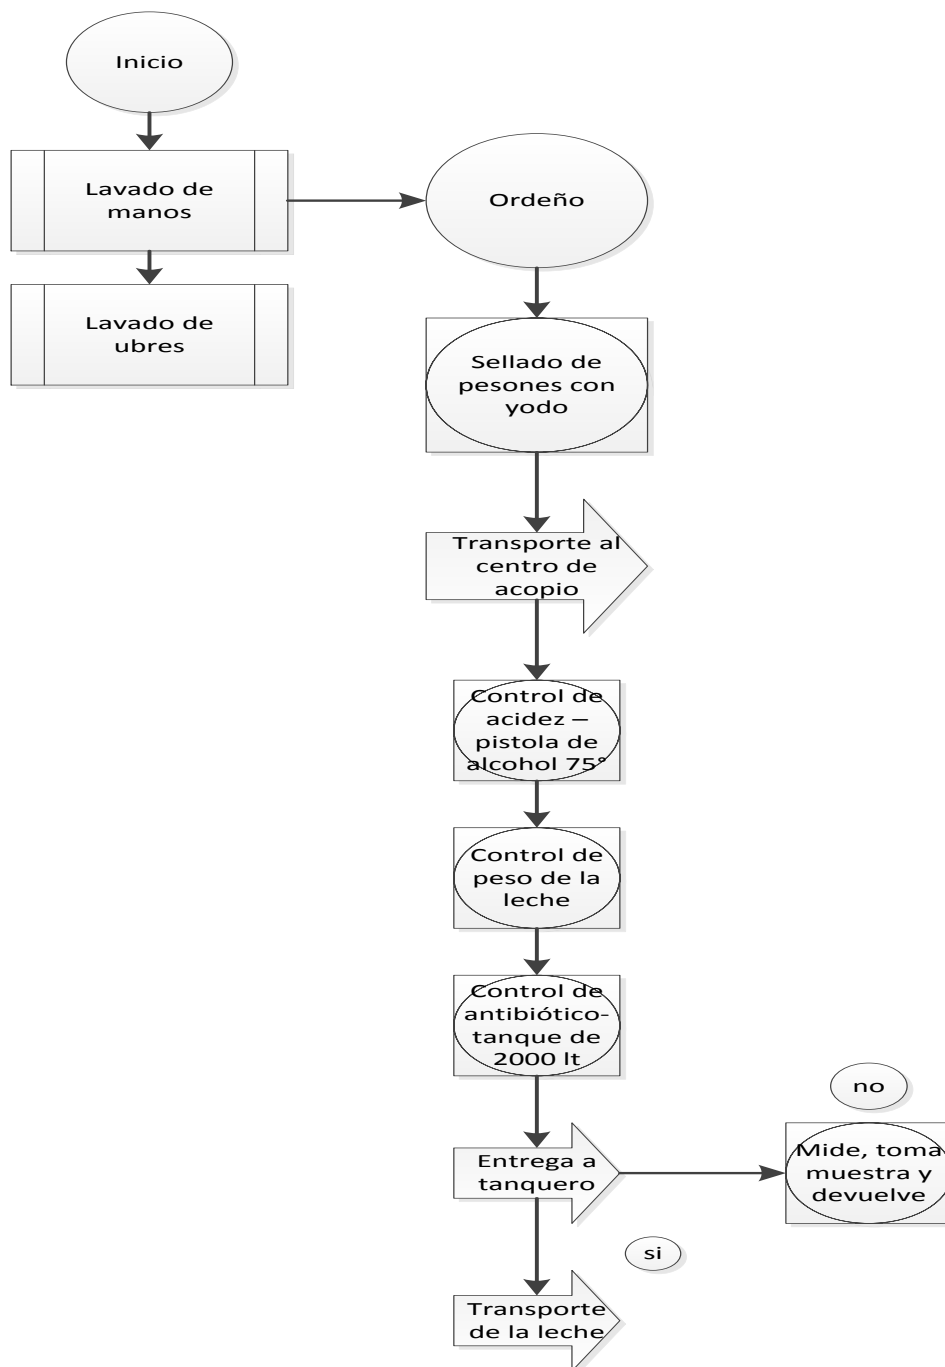 Inicio
Lavado de
manos
Lavado de
ubres
Ordeño
Sellado de
pesones con
yodo
Transporte al
centro de
acopio
Control de
acidez –
pistola de
alcohol 75°
Control de
peso de la
leche
Control de
antibiótico-
tanque de
2000 lt
Entrega a
tanquero
no
Mide, toma
muestra y
devuelve
si
Transporte
de la leche